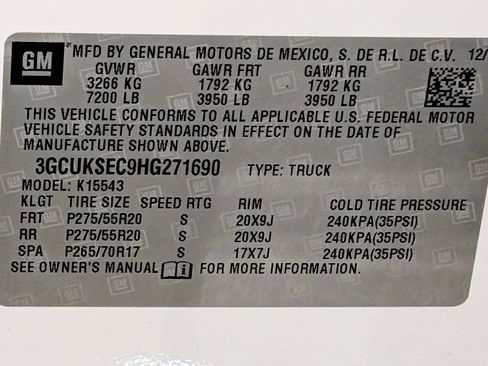 GM *MFD BY GENERAL MOTORS DE MEXICO, S. DE R.L. DE C.V. 12/
GVWR GAWR FRT GAWR RR
3266 KG 1792 KG 1792 KG
7200 LB 3950 LB 3950 LB
THIS VEHICLE CONFORMS TO ALL APPLICABLE U.S. FEDERAL MOTOR
VEHICLE SAFETY STANDARDS IN EFFECT ON THE DATE OF
MANUFACTURE SHOWN ABOVE.
3GCUKSEC9HG271690 TYPE: TRUCK
MODEL: K15543
KLGT TIRE SIZE SPEED RTG RIM COLD TIRE PRESSURE
FRT P275/55R20 S 20X9J 240KPA(35PSI)
RR P275/55R20 S 20X9J 240KPA(35PSI)
SPA P265/70R17 S 17X7J 240KPA(35PSI)
SEE OWNER'S MANUAL FOR MORE INFORMATION.